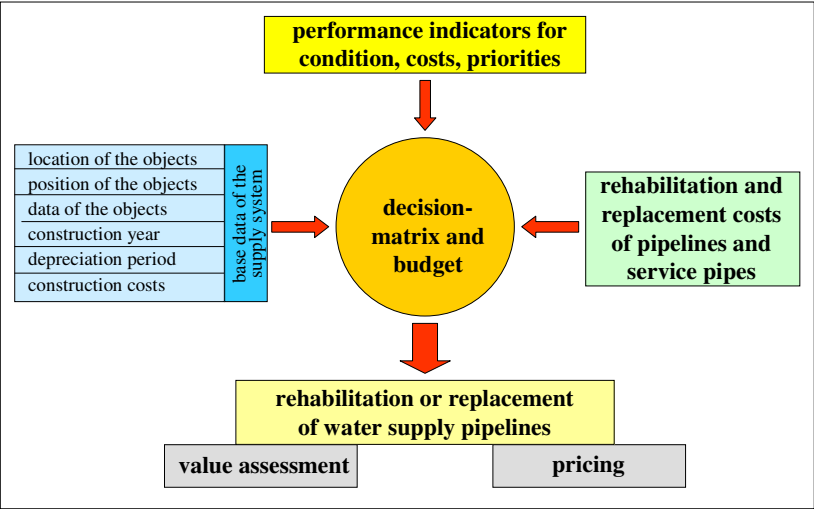 performance indicators for
condition, costs, priorities
location of the objects
position of the objects
data of the objects
construction year
depreciation period
construction costs
base data of the
supply system
decision-
matrix and
budget
rehabilitation and
replacement costs
of pipelines and
service pipes
rehabilitation or replacement
of water supply pipelines
value assessment
pricing